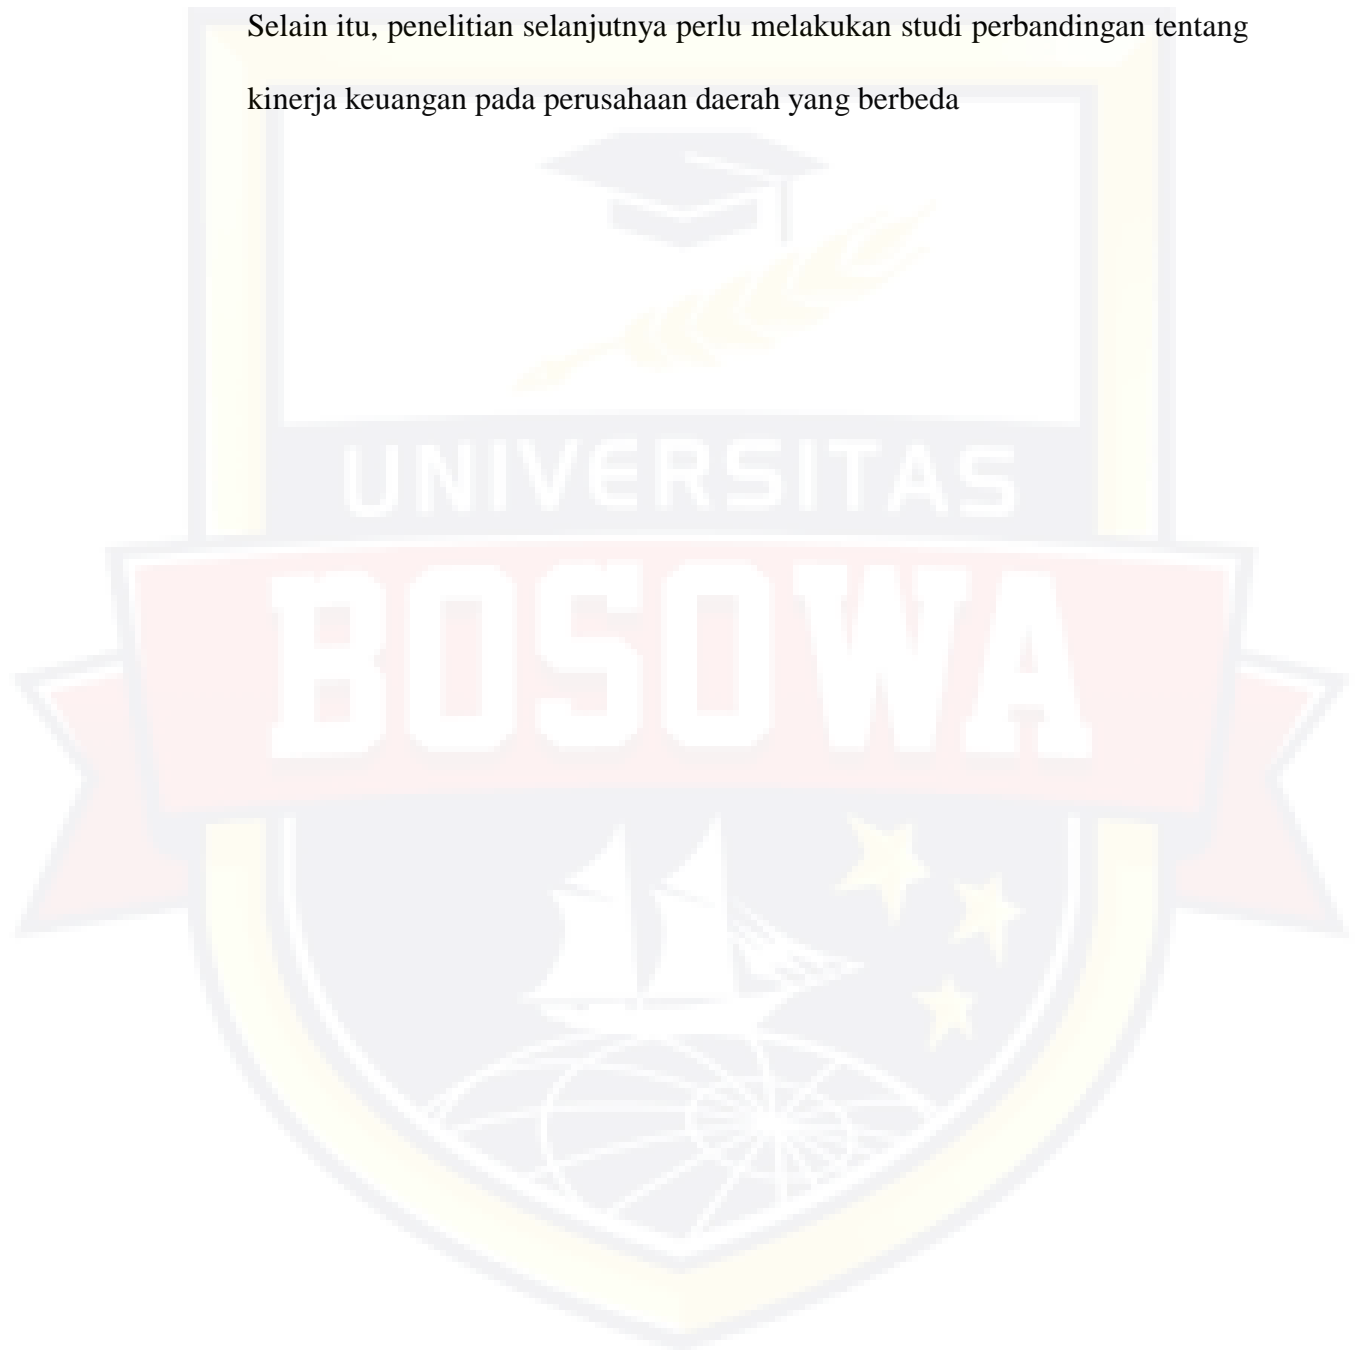 Selain itu, penelitian selanjutnya perlu melakukan studi perbandingan tentang
kinerja keuangan pada perusahaan daerah yang berbeda
UNIVERSITAS
BOSOWA